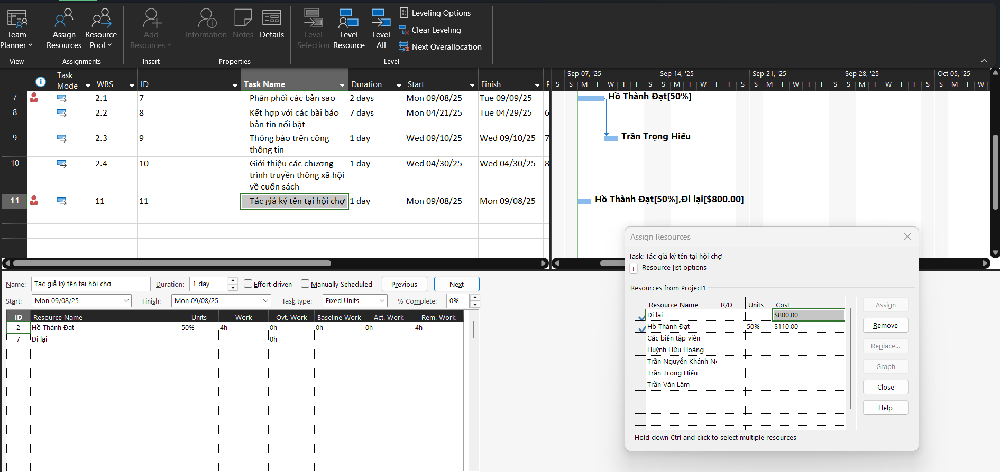 Team
Planner
Assign
Resources
Resource
Pool
Add
Resources
Information
Notes
Details
Level
Selection
Level
Resource
Level
All
Leveling Options
Clear Leveling
Next Overallocation
View
Assignments
Insert
Properties
Level
Task
Mode
WBS
ID
Task Name
Duration
Start
Finish
Sep 07, '25
Sep 14, '25
Sep 21, '25
Sep 28, '25
Oct 05, '25
S S M T W T F S S M T W T F S S M T W T F S S M T W T F S S M T W
7 2.1 7 Phân phối các bản sao 2 days Mon 09/08/25 Tue 09/09/25
Hồ Thành Đạt[50%]
8 2.2 8 Kết hợp với các bài báo 7 days Mon 04/21/25 Tue 04/29/25 6
bản tin nổi bật
9 2.3 9 Thông báo trên công 1 day Wed 09/10/25 Wed 09/10/25 7
thông tin
Trần Trọng Hiếu
10 2.4 10 Giới thiệu các chương 1 day Wed 04/30/25 Wed 04/30/25 8
trình truyền thông xã hội
về cuốn sách
11 11 11 Tác giả ký tên tại hội chợ 1 day Mon 09/08/25 Mon 09/08/25
Hồ Thành Đạt[50%],Đi lại[$800.00]
Name: Tác giả ký tên tại hội chợ Duration: 1 day Effort driven Manually Scheduled Previous Next
Start: Mon 09/08/25 Finish: Mon 09/08/25 Task type: Fixed Units % Complete: 0%
ID Resource Name Units Work Ovt. Work Baseline Work Act. Work Rem. Work
2 Hồ Thành Đạt 50% 4h 0h 0h 0h 4h
7 Đi lại 0h
Assign Resources
Task: Tác giả ký tên tại hội chợ
+ Resource list options
Resources from Project1
Resource Name R/D Units Cost
Đi lại $800.00
Hồ Thành Đạt 50% $110.00
Các biên tập viên
Huỳnh Hữu Hoàng
Trần Nguyễn Khánh
Trần Trọng Hiếu
Trần Văn Lâm
Assign
Remove
Replace...
Graph
Close
Help
Hold down Ctrl and click to select multiple resources